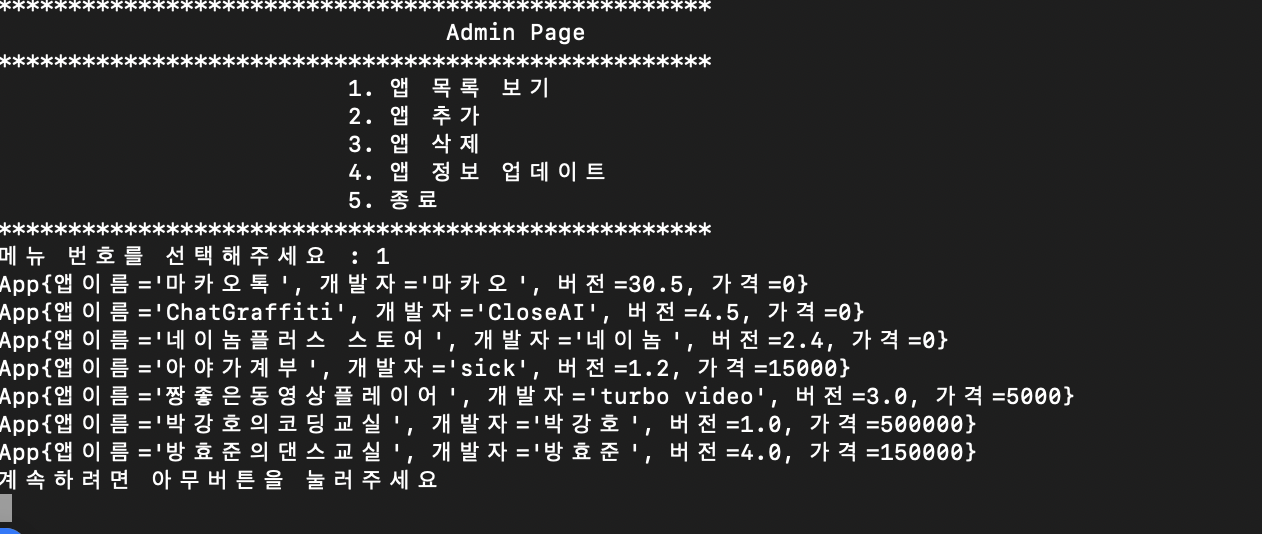 ***************************************************
Admin Page
***************************************************
1. 앱 목록 보기
2. 앱 추가
3. 앱 삭제
4. 앱 정보 업데이트
5. 종료
***************************************************
메뉴 번호를 선택해주세요 : 1
App{앱이름='마카오톡', 개발자='마카오', 버전=30.5, 가격=0}
App{앱이름='ChatGraffiti', 개발자='CloseAI', 버전=4.5, 가격=0}
App{앱이름='네이놈플러스 스토어', 개발자='네이놈', 버전=2.4, 가격=0}
App{앱이름='아야가계부', 개발자='sick', 버전=1.2, 가격=15000}
App{앱이름='짱좋은동영상플레이어', 개발자='turbo video', 버전=3.0, 가격=5000}
App{앱이름='박강호의코딩교실', 개발자='박강호', 버전=1.0, 가격=500000}
App{앱이름='방효준의댄스교실', 개발자='방효준', 버전=4.0, 가격=150000}
계속하려면 아무버튼을 눌러주세요